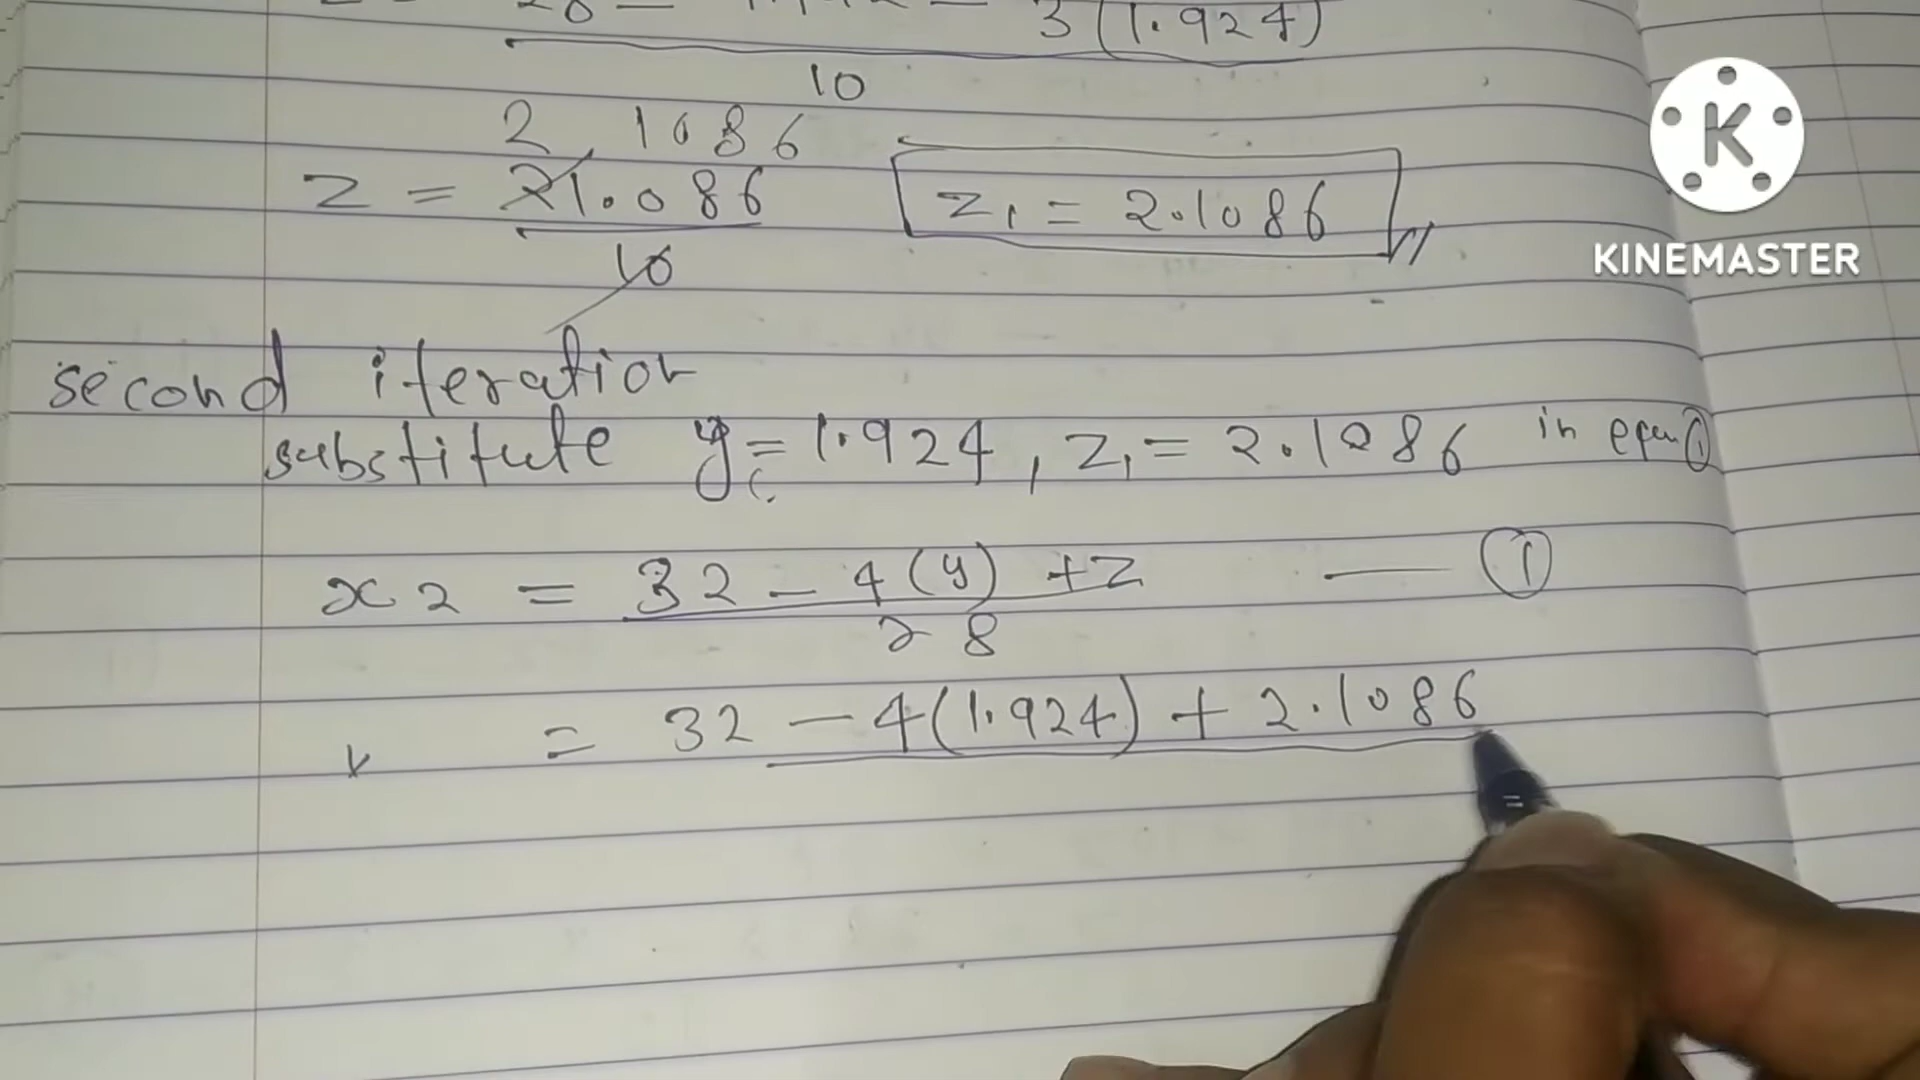 3 (1.924)
10
2.1086
z = 21.086
10
z1 = 2.1086
K
KINEMASTER
second iteration
substitute y1 = 1.924, z1 = 2.1086 in eqn ①
x2 = 32 - 4(y) + z — ①
28
= 32 - 4(1.924) + 2.1086